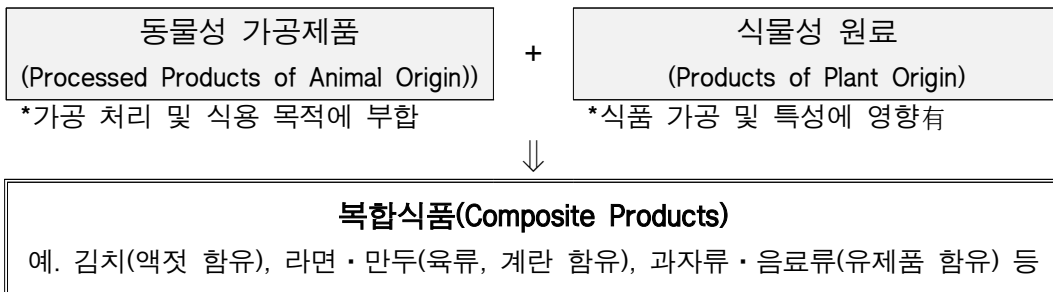 동물성 가공제품
(Processed Products of Animal Origin))
+
식물성 원료
(Products of Plant Origin)
*가공 처리 및 식용 목적에 부합
*식품 가공 및 특성에 영향有
⇓
복합식품(Composite Products)
예. 김치(액젓 함유), 라면・만두(육류, 계란 함유), 과자류・음료류(유제품 함유) 등